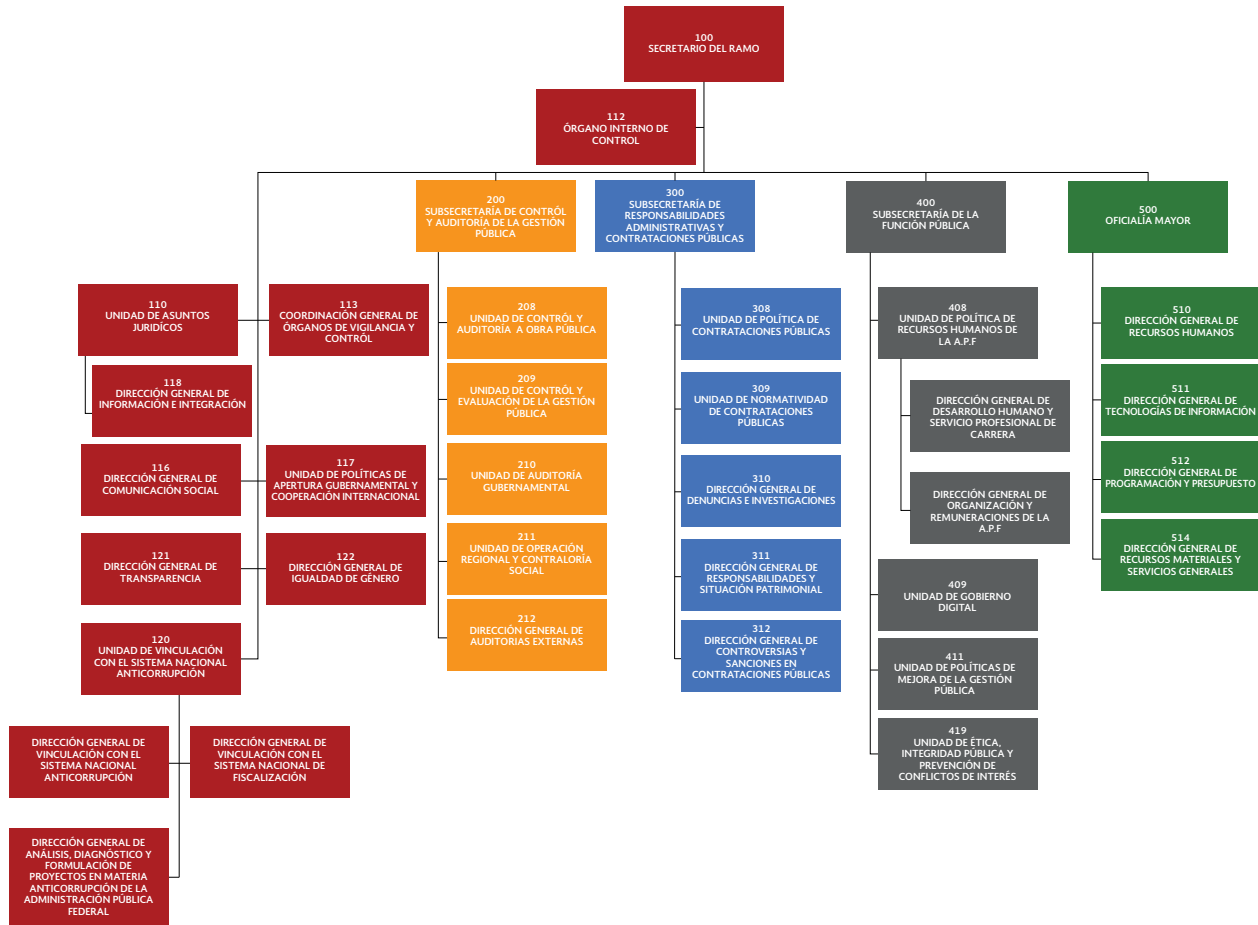 100
SECRETARIO DEL RAMO
112
ÓRGANO INTERNO DE
CONTROL
200
SUBSECRETARÍA DE CONTRÓL
Y AUDITORÍA DE LA GESTIÓN
PÚBLICA
300
SUBSECRETARÍA DE
RESPONSABILIDADES
ADMINISTRATIVAS Y
CONTRATACIONES PÚBLICAS
400
SUBSECRETARÍA DE LA
FUNCIÓN PÚBLICA
500
OFICIALÍA MAYOR
110
UNIDAD DE ASUNTOS
JURIDÍCOS
113
COORDINACIÓN GENERAL DE
ÓRGANOS DE VIGILANCIA Y
CONTRÓL
118
DIRECCIÓN GENERAL DE
INFORMACIÓN E INTEGRACIÓN
116
DIRECCIÓN GENERAL DE
COMUNICACIÓN SOCIAL
117
UNIDAD DE POLÍTICAS DE
APERTURA GUBERNAMENTAL Y
COOPERACIÓN INTERNACIONAL
121
DIRECCIÓN GENERAL DE
TRANSPARENCIA
122
DIRECCIÓN GENERAL DE
IGUALDAD DE GÉNERO
120
UNIDAD DE VINCULACIÓN
CON EL SISTEMA NACIONAL
ANTICORRUPCIÓN
DIRECCIÓN GENERAL DE
VINCULACIÓN CON EL
SISTEMA NACIONAL
ANTICORRUPCIÓN
DIRECCIÓN GENERAL DE
VINCULACIÓN CON EL
SISTEMA NACIONAL DE
FISCALIZACIÓN
DIRECCIÓN GENERAL DE
ANÁLISIS, DIAGNÓSTICO Y
FORMULACIÓN DE
PROYECTOS EN MATERIA
ANTICORRUPCIÓN DE LA
ADMINISTRACIÓN PÚBLICA
FEDERAL
208
UNIDAD DE CONTRÓL Y
AUDITORÍA A OBRA PÚBLICA
209
UNIDAD DE CONTRÓL Y
EVALUACIÓN DE LA GESTIÓN
PÚBLICA
210
UNIDAD DE AUDITORÍA
GUBERNAMENTAL
211
UNIDAD DE OPERACIÓN
REGIONAL Y CONTRALORÍA
SOCIAL
212
DIRECCIÓN GENERAL DE
AUDITORIAS EXTERNAS
308
UNIDAD DE POLÍTICA DE
CONTRATACIONES PÚBLICAS
309
UNIDAD DE NORMATIVIDAD
DE CONTRATACIONES
PÚBLICAS
310
DIRECCIÓN GENERAL DE
DENUNCIAS E INVESTIGACIONES
311
DIRECCIÓN GENERAL DE
RESPONSABILIDADES Y
SITUACIÓN PATRIMONIAL
312
DIRECCIÓN GENERAL DE
CONTROVERSIAS Y
SANCIONES EN
CONTRATACIONES PÚBLICAS
408
UNIDAD DE POLÍTICA DE
RECURSOS HUMANOS DE
LA A.P.F
DIRECCIÓN GENERAL DE
DESARROLLO HUMANO Y
SERVICIO PROFESIONAL DE
CARRERA
DIRECCIÓN GENERAL DE
ORGANIZACIÓN Y
REMUNERACIONES DE LA
A.P.F
409
UNIDAD DE GOBIERNO
DIGITAL
411
UNIDAD DE POLÍTICAS DE
MEJORA DE LA GESTIÓN
PÚBLICA
419
UNIDAD DE ÉTICA,
INTEGRIDAD PÚBLICA Y
PREVENCIÓN DE
CONFLICTOS DE INTERÉS
510
DIRECCIÓN GENERAL DE
RECURSOS HUMANOS
511
DIRECCIÓN GENERAL DE
TECNOLOGÍAS DE INFORMACIÓN
512
DIRECCIÓN GENERAL DE
PROGRAMACIÓN Y PRESUPUESTO
514
DIRECCIÓN GENERAL DE
RECURSOS MATERIALES Y
SERVICIOS GENERALES